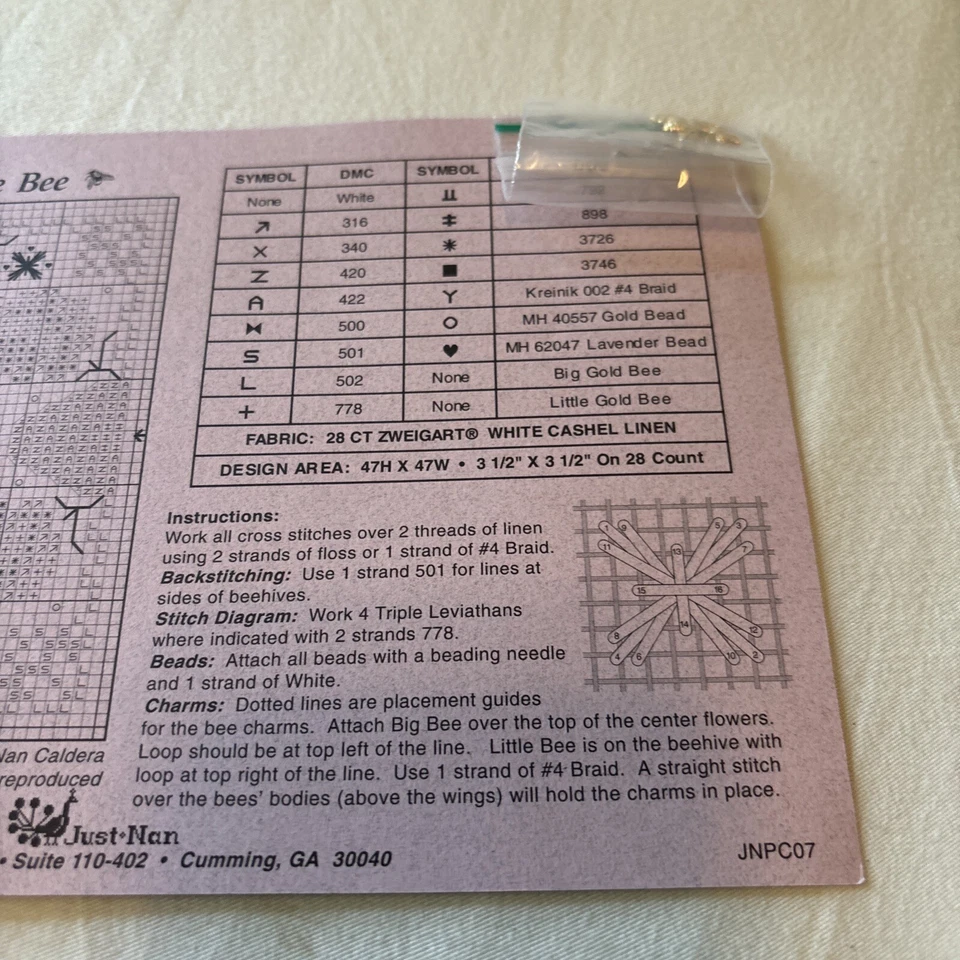 e Bee
SYMBOL DMC SYMBOL
None White
316 898
340 3726
420 3746
422 Kreinik 002 #4 Braid
500 MH 40557 Gold Bead
501 MH 62047 Lavender Bead
502 None Big Gold Bee
778 None Little Gold Bee
FABRIC: 28 CT ZWEIGART® WHITE CASHEL LINEN
DESIGN AREA: 47H X 47W • 3 1/2" X 3 1/2" On 28 Count
Instructions:
Work all cross stitches over 2 threads of linen
using 2 strands of floss or 1 strand of #4 Braid.
Backstitching: Use 1 strand 501 for lines at
sides of beehives.
Stitch Diagram: Work 4 Triple Leviathans
where indicated with 2 strands 778.
Beads: Attach all beads with a beading needle
and 1 strand of White.
Charms: Dotted lines are placement guides
for the bee charms. Attach Big Bee over the top of the center flowers.
Loop should be at top left of the line. Little Bee is on the beehive with
loop at top right of the line. Use 1 strand of #4 Braid. A straight stitch
over the bees' bodies (above the wings) will hold the charms in place.
Nan Caldera
reproduced
Just•Nan
• Suite 110-402 • Cumming, GA 30040
JNPC07